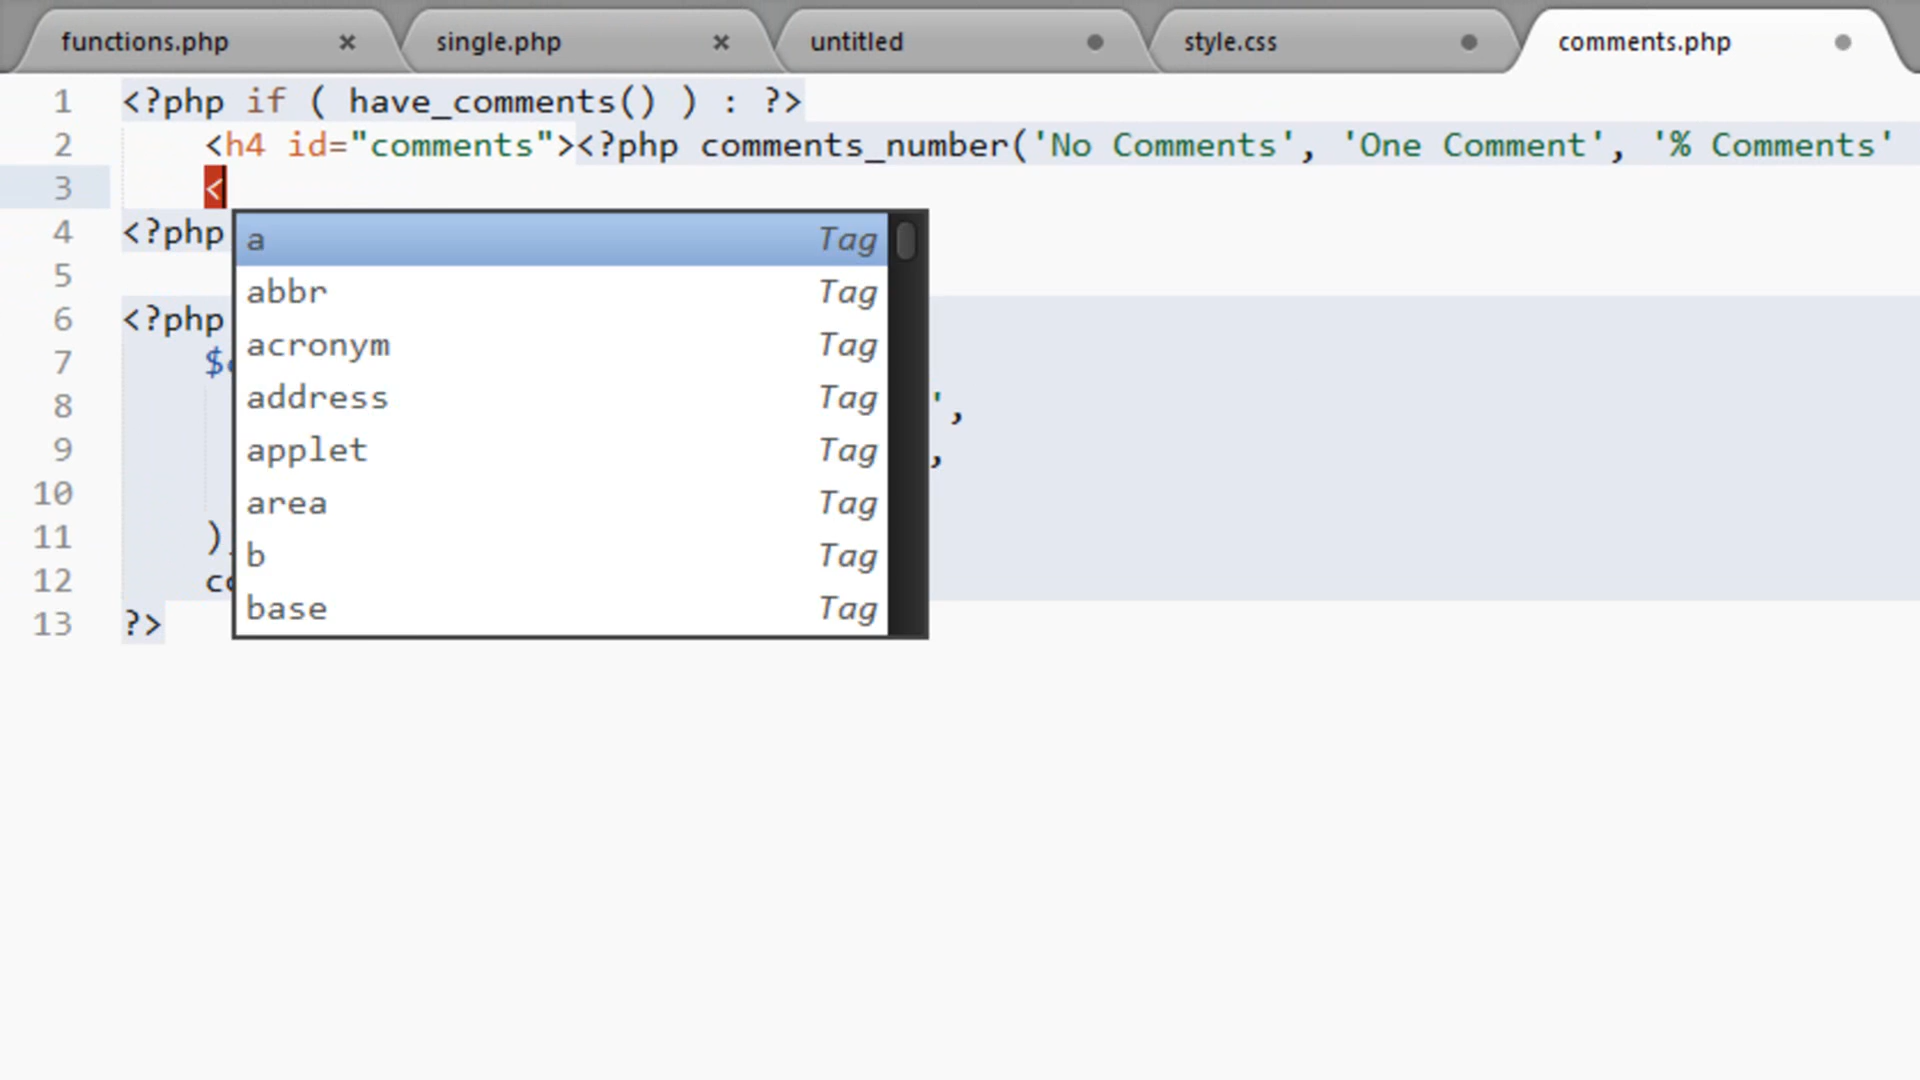 functions.php × single.php × untitled style.css comments.php
1 <?php if ( have_comments() ) : ?>
2 <h4 id="comments"><?php comments_number('No Comments', 'One Comment', '% Comments'
3 <
4 <?php
a Tag
5
abbr Tag
6 <?php
acronym Tag
7 $
address Tag
8 ',
applet Tag
9 ,
area Tag
10
11 )
b Tag
12 c
base Tag
13 ?>